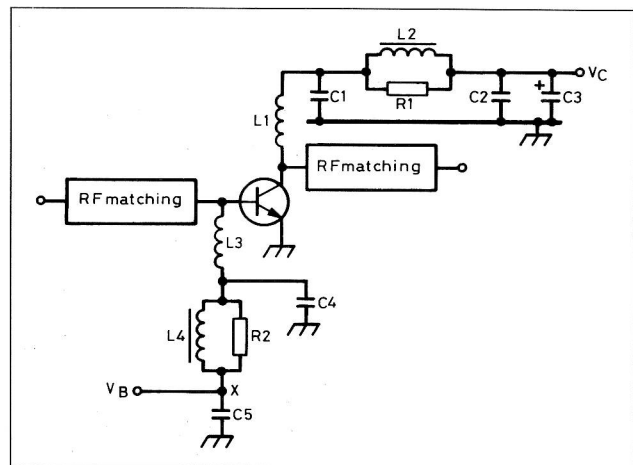 L2
VC
C1
R1
C2
+
C3
L1
RFmatching
RFmatching
L3
C4
L4
R2
VB
X
C5